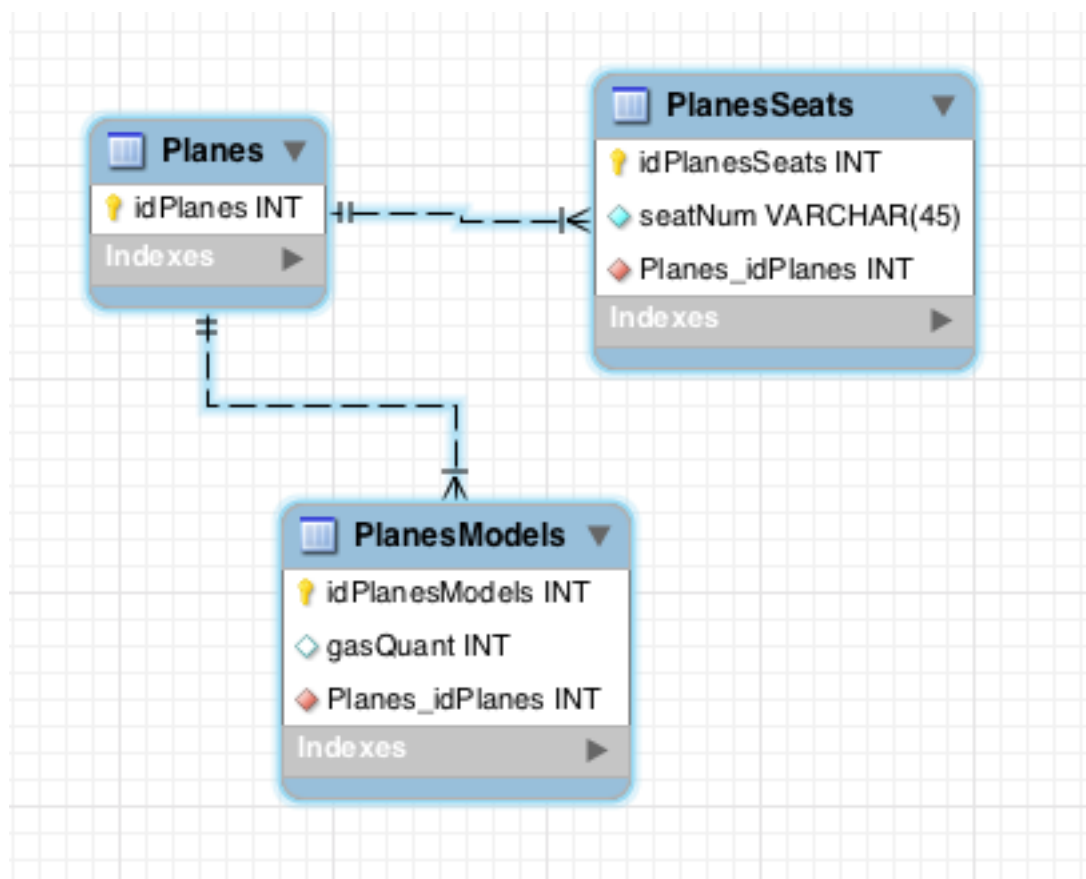 Planes
idPlanes INT
Indexes
PlanesSeats
idPlanesSeats INT
seatNum VARCHAR(45)
Planes_idPlanes INT
Indexes
PlanesModels
idPlanesModels INT
gasQuant INT
Planes_idPlanes INT
Indexes